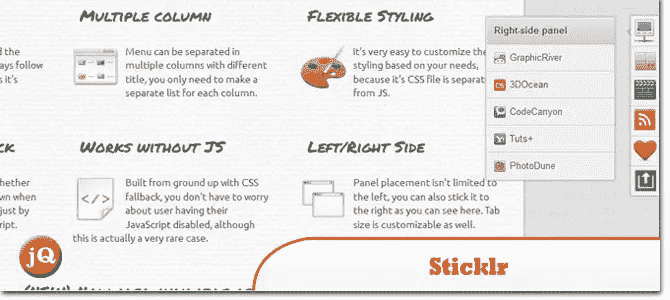 MULTIPLE COLUMN
Menu can be separated in
multiple columns with different
title, you only need to make a
separate list for each column.
FLEXIBLE STYLING
It's very easy to customize the
styling based on your needs,
because it's CSS file is separat
from JS.
Right-side panel
GraphicRiver
3DOcean
CodeCanyon
Tuts+
PhotoDune
d the
ays follow
s it's
CK
WORKS WITHOUT JS
Built from ground up with CSS
fallback, you don't have to worry
about user having their
JavaScript disabled, although
this is actually a very rare case.
LEFT/RIGHT SIDE
Panel placement isn't limited to
the left, you can also stick it to
the right as you can see here. Tab
size is customizable as well.
hether
wn when
just by
ript.
jQ
Sticklr